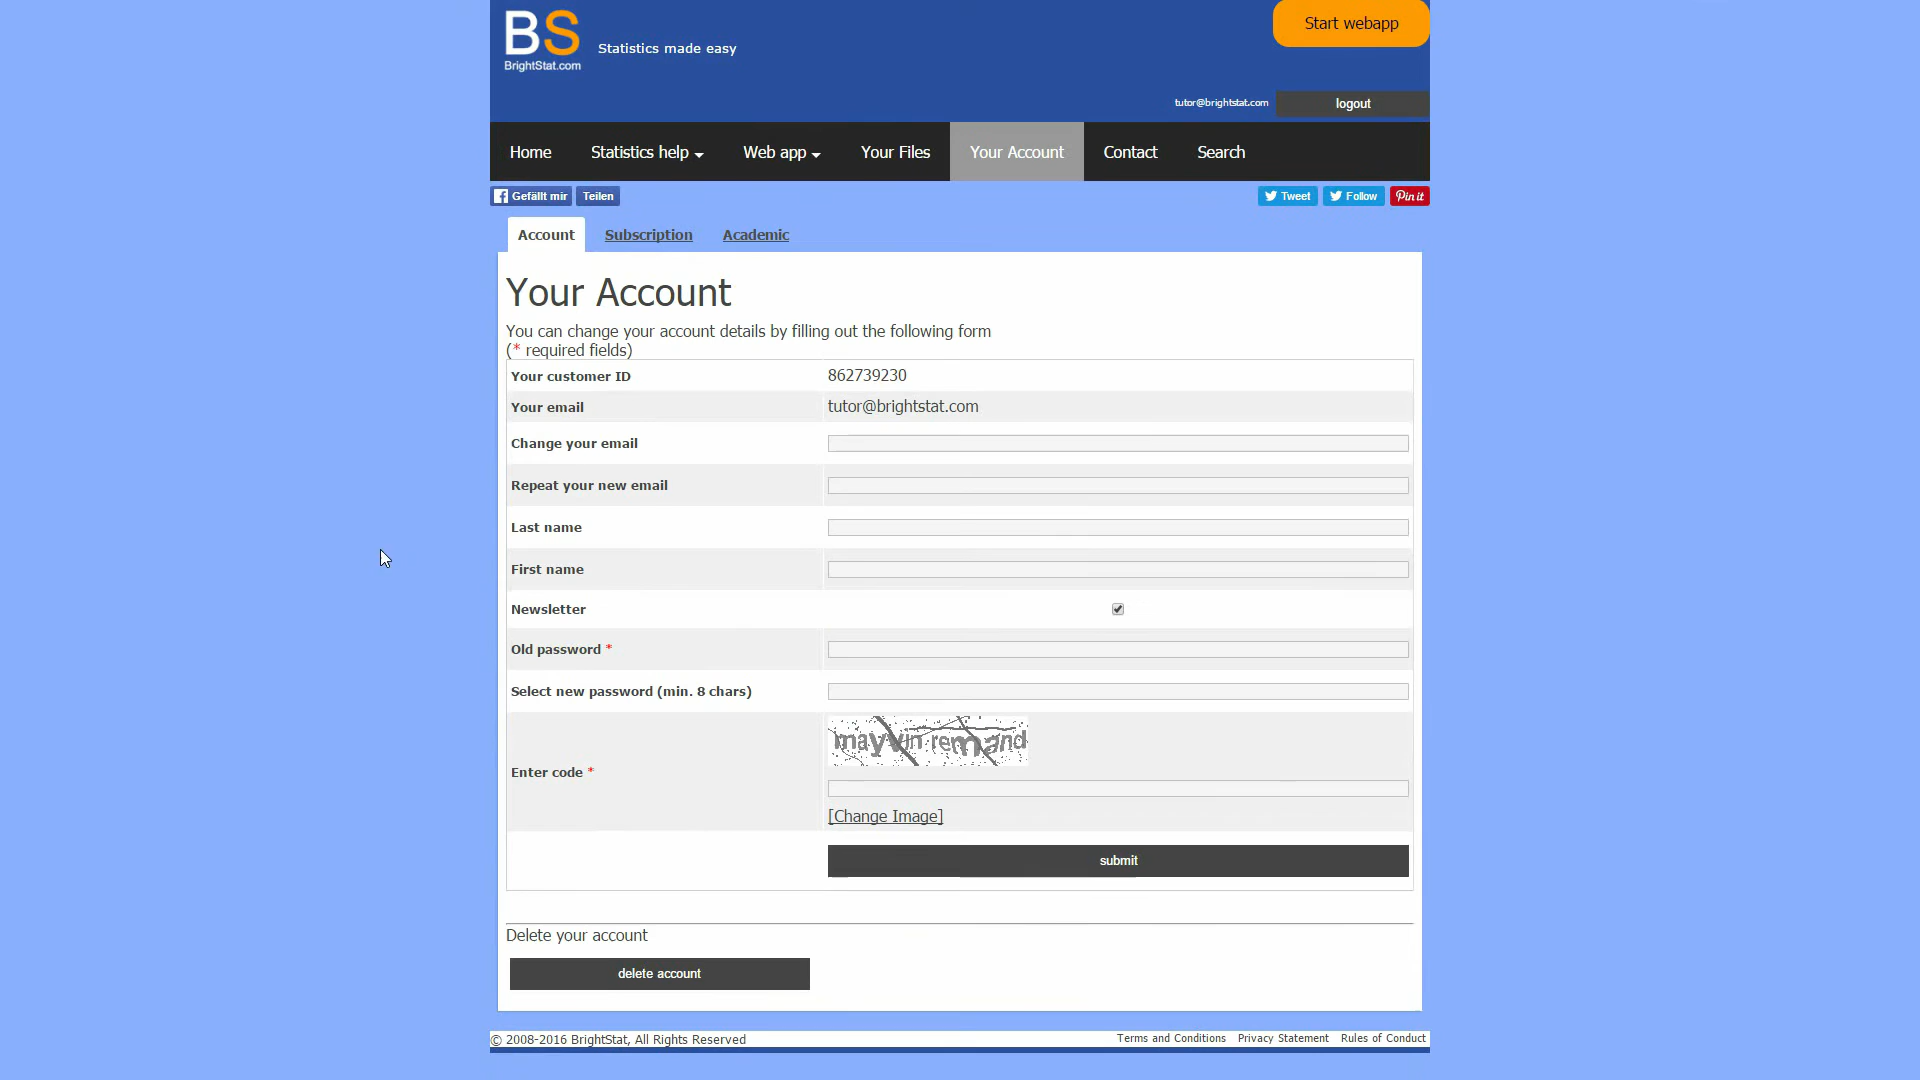 BS
BrightStat.com
Statistics made easy
Start webapp
tutor@brightstat.com
logout
Home
Statistics help
Web app
Your Files
Your Account
Contact
Search
Gefällt mir
Teilen
Tweet
Follow
Pin it
Account
Subscription
Academic
Your Account
You can change your account details by filling out the following form
(* required fields)
Your customer ID
862739230
Your email
tutor@brightstat.com
Change your email
Repeat your new email
Last name
First name
Newsletter
Old password *
Select new password (min. 8 chars)
Enter code *
[Change Image]
submit
Delete your account
delete account
© 2008-2016 BrightStat, All Rights Reserved
Terms and Conditions
Privacy Statement
Rules of Conduct